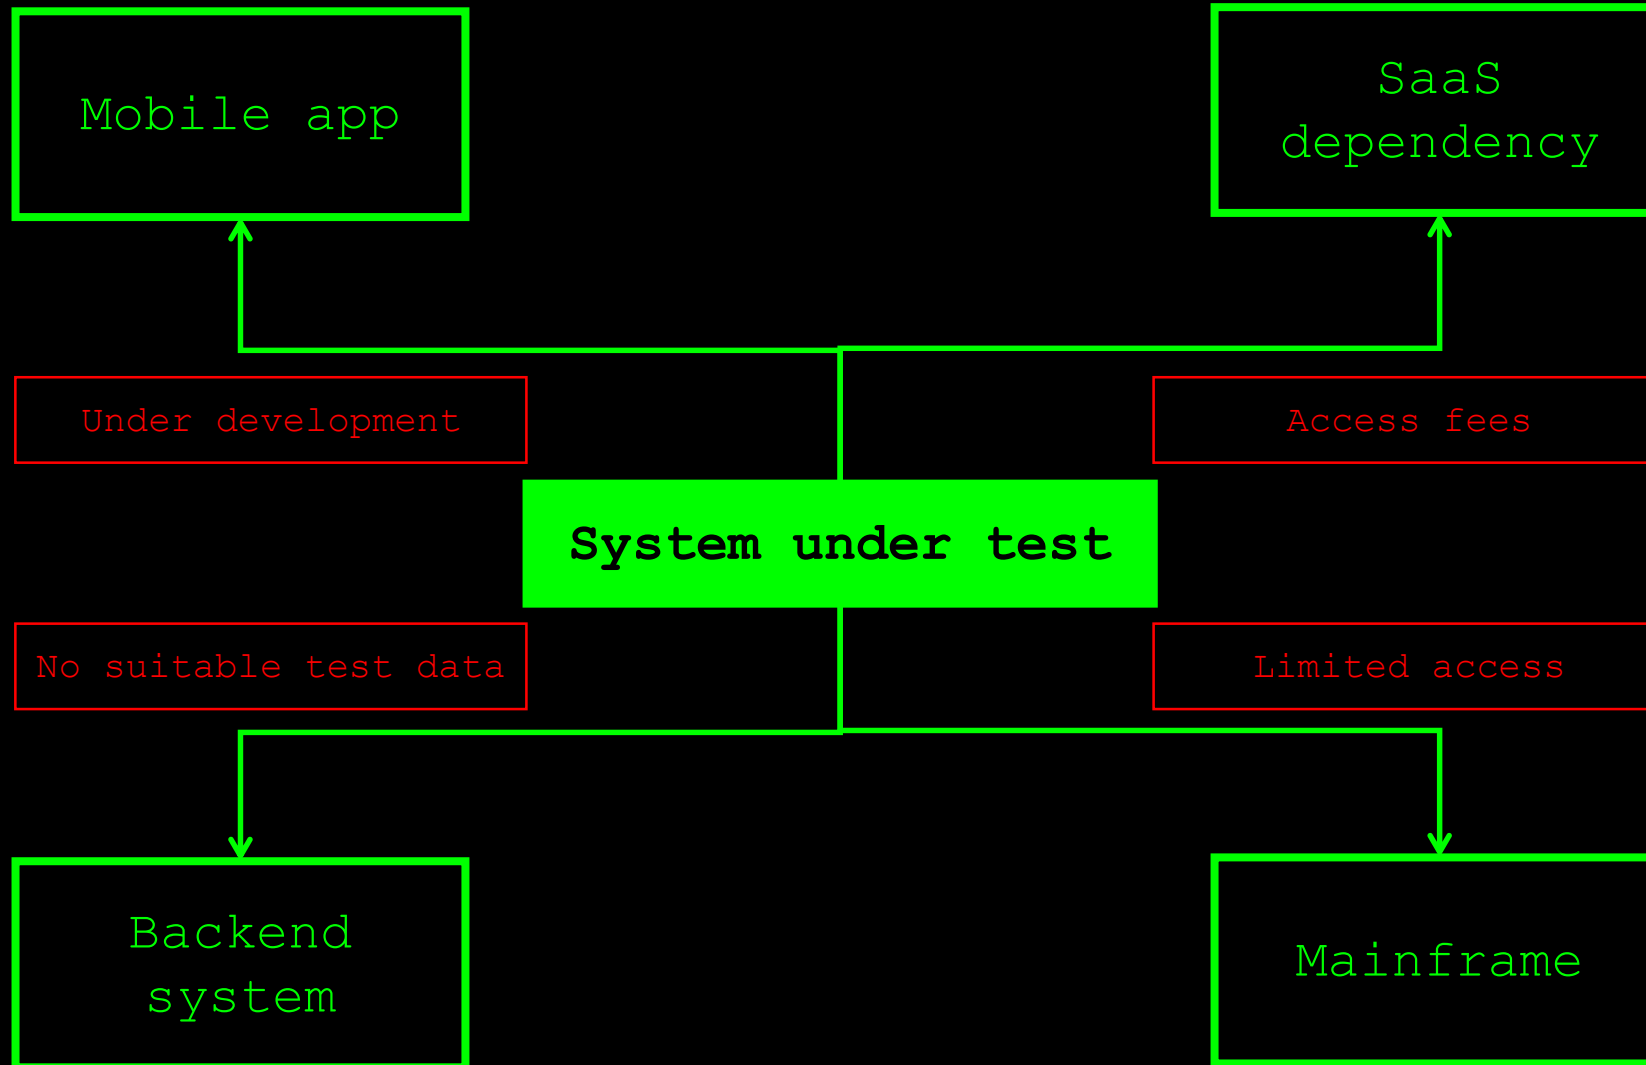 Mobile app
SaaS
dependency
Under development
Access fees
System under test
No suitable test data
Limited access
Backend
system
Mainframe